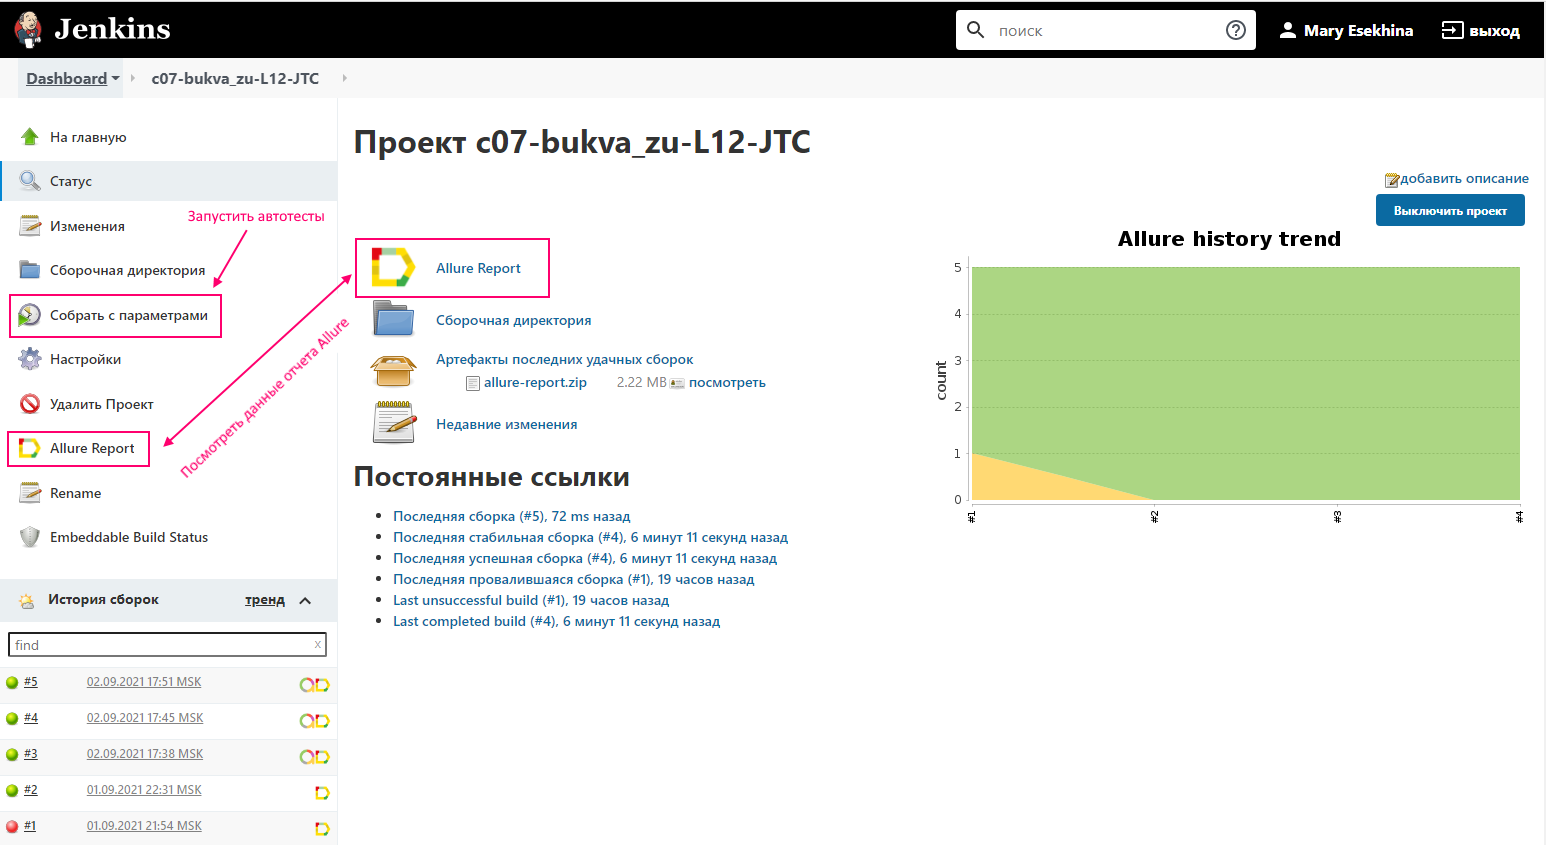 Jenkins
поиск
Mary Esekhina
выход
Dashboard
c07-bukva_zu-L12-JTC
На главную
Статус
Изменения
Сборочная директория
Собрать с параметрами
Настройки
Удалить Проект
Allure Report
Rename
Embeddable Build Status
Запустить автотесты
Посмотреть данные отчета Allure
История сборок
тренд
find
x
#5 02.09.2021 17:51 MSK
#4 02.09.2021 17:45 MSK
#3 02.09.2021 17:38 MSK
#2 01.09.2021 22:31 MSK
#1 01.09.2021 21:54 MSK
Проект c07-bukva_zu-L12-JTC
добавить описание
Выключить проект
Allure Report
Сборочная директория
Артефакты последних удачных сборок
allure-report.zip 2.22 MB посмотреть
Недавние изменения
Постоянные ссылки
Последняя сборка (#5), 72 ms назад
Последняя стабильная сборка (#4), 6 минут 11 секунд назад
Последняя успешная сборка (#4), 6 минут 11 секунд назад
Последняя провалившаяся сборка (#1), 19 часов назад
Last unsuccessful build (#1), 19 часов назад
Last completed build (#4), 6 минут 11 секунд назад
Allure history trend
count
5
4
3
2
1
0
#1
#2
#3
#4